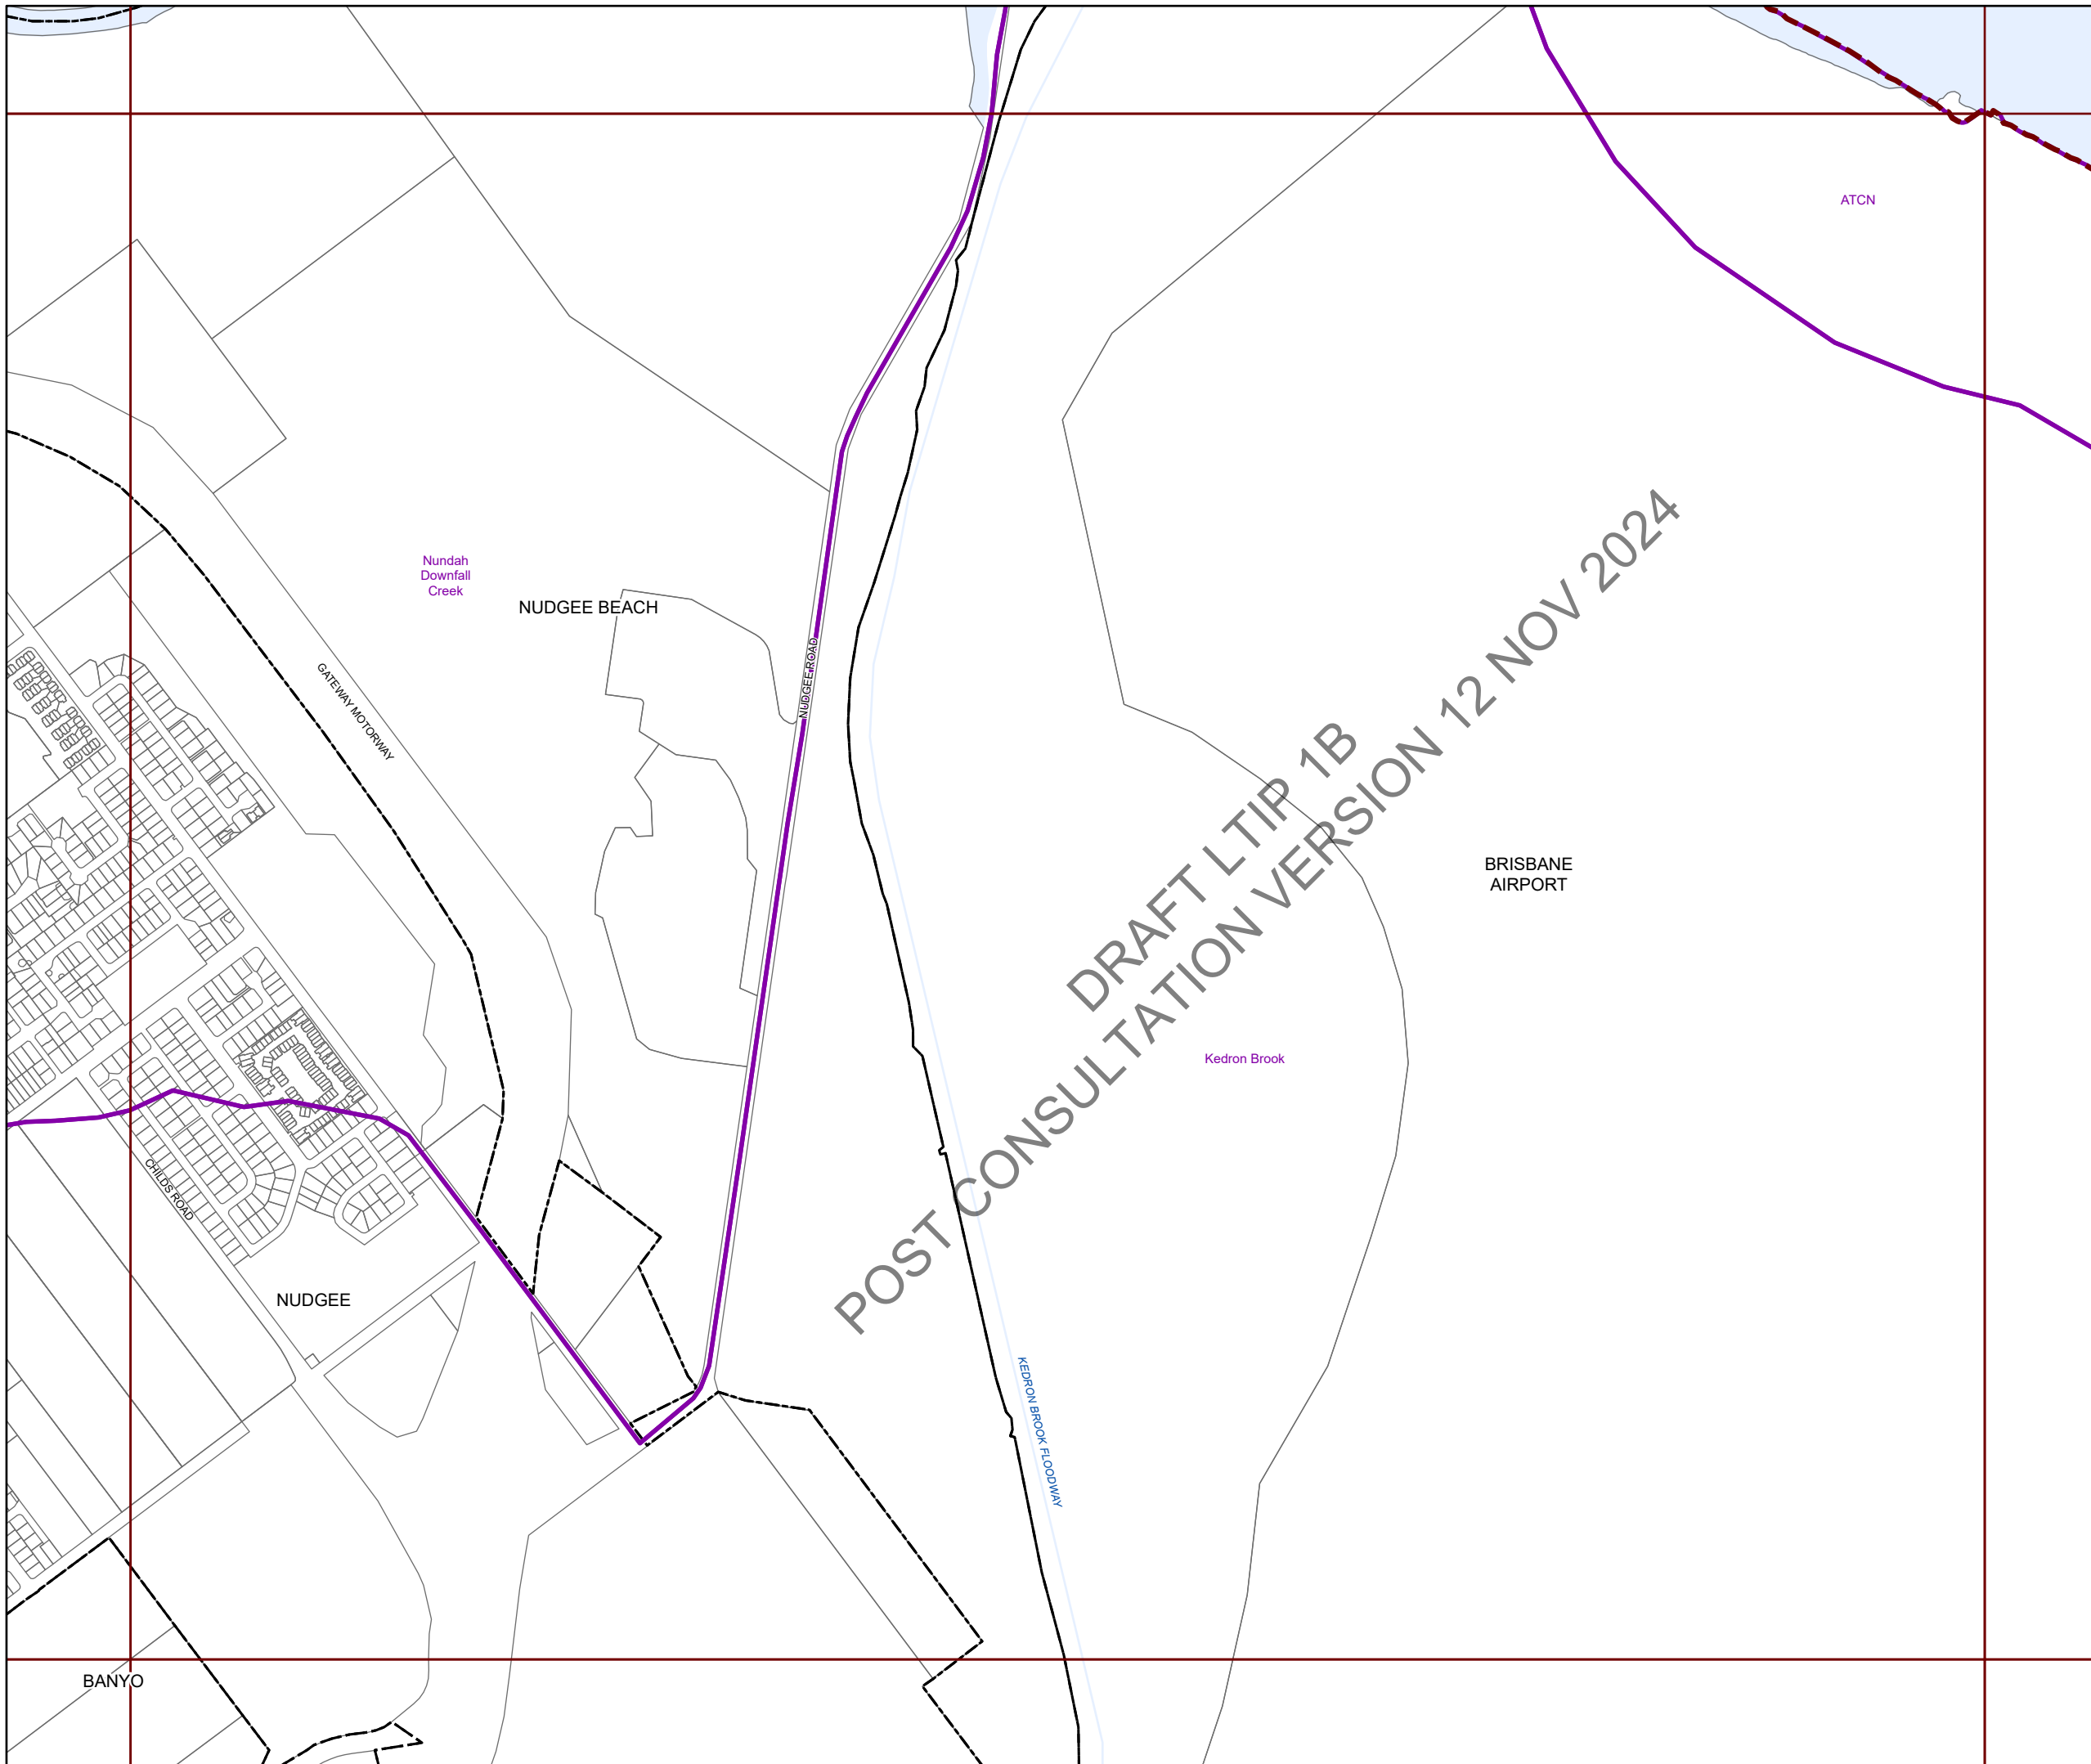 ATCN
Nundah
Downfall
Creek
NUDGEE BEACH
NUDGEE ROAD
GATEWAY MOTORWAY
DRAFT LTIP 1B
POST CONSULTATION VERSION 12 NOV 2024
BRISBANE
AIRPORT
Kedron Brook
CHILDS ROAD
NUDGEE
KEDRON BROOK FLOODWAY
BANYO